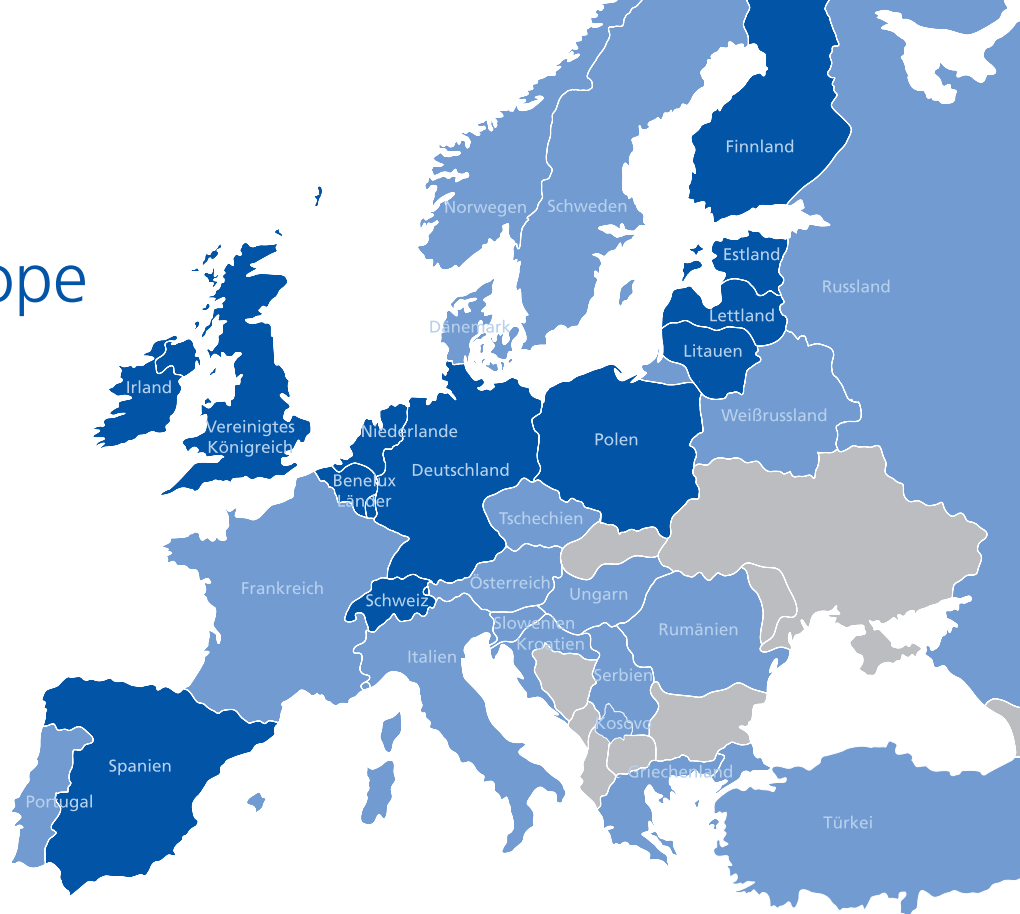 ope
Finnland
Norwegen
Schweden
Estland
Russland
Lettland
Dänemark
Litauen
Irland
Weißrussland
Vereinigtes
Königreich
Niederlande
Polen
Deutschland
Benelux
Länder
Tschechien
Österreich
Frankreich
Ungarn
Schweiz
Slowenien
Rumänien
Kroatien
Italien
Serbien
Kosovo
Spanien
Griechenland
Portugal
Türkei